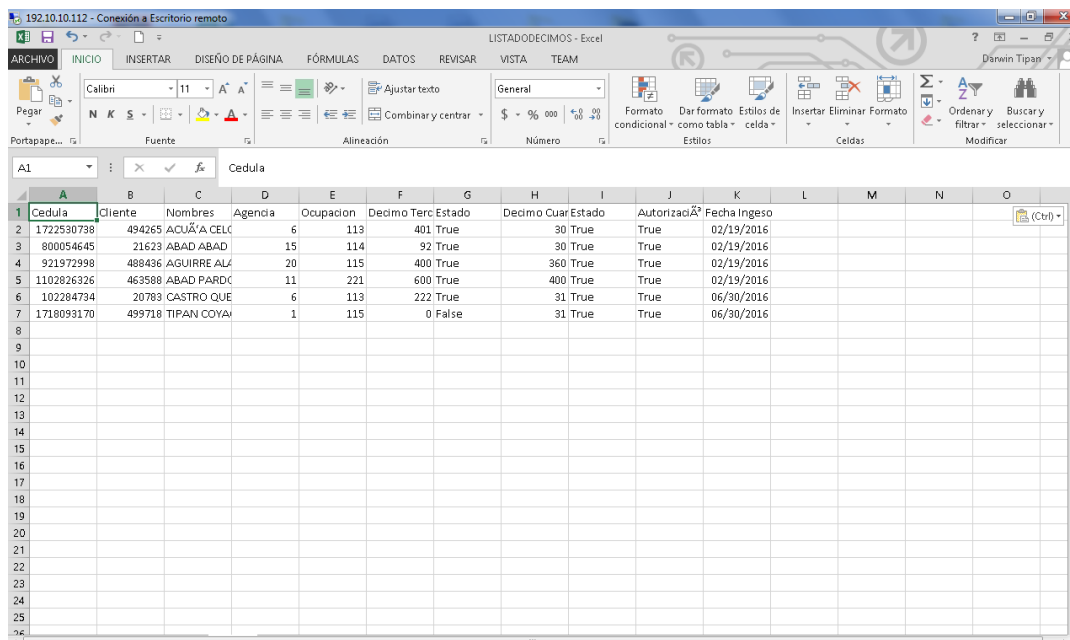 192.10.10.112 - Conexión a Escritorio remoto
LISTADODECIMOS - Excel
ARCHIVO INICIO INSERTAR DISEÑO DE PÁGINA FÓRMULAS DATOS REVISAR VISTA TEAM Darwin Tipan
Calibri 11 Ajustar texto General
Pegar N K S A Combinar y centrar $ % 000 Formato condicional Dar formato como tabla Estilos de celda Insertar Eliminar Formato Ordenar y filtrar Buscar y seleccionar
Portapape... Fuente Alineación Número Estilos Celdas Modificar
A1 fx Cedula
A B C D E F G H I J K L M N O
1 Cedula Cliente Nombres Agencia Ocupacion Decimo Terc Estado Decimo Cuar Estado AutorizaciÃ³ Fecha Ingeso (Ctrl)
2 1722530738 494265 ACUÃ‘A CELO 6 113 401 True 30 True True 02/19/2016
3 800054645 21623 ABAD ABAD 15 114 92 True 30 True True 02/19/2016
4 921972998 488436 AGUIRRE ALA 20 115 400 True 360 True True 02/19/2016
5 1102826326 463588 ABAD PARDO 11 221 600 True 400 True True 02/19/2016
6 102284734 20783 CASTRO QUE 6 113 222 True 31 True True 06/30/2016
7 1718093170 499718 TIPAN COYA 1 115 0 False 31 True True 06/30/2016
8
9
10
11
12
13
14
15
16
17
18
19
20
21
22
23
24
25
26